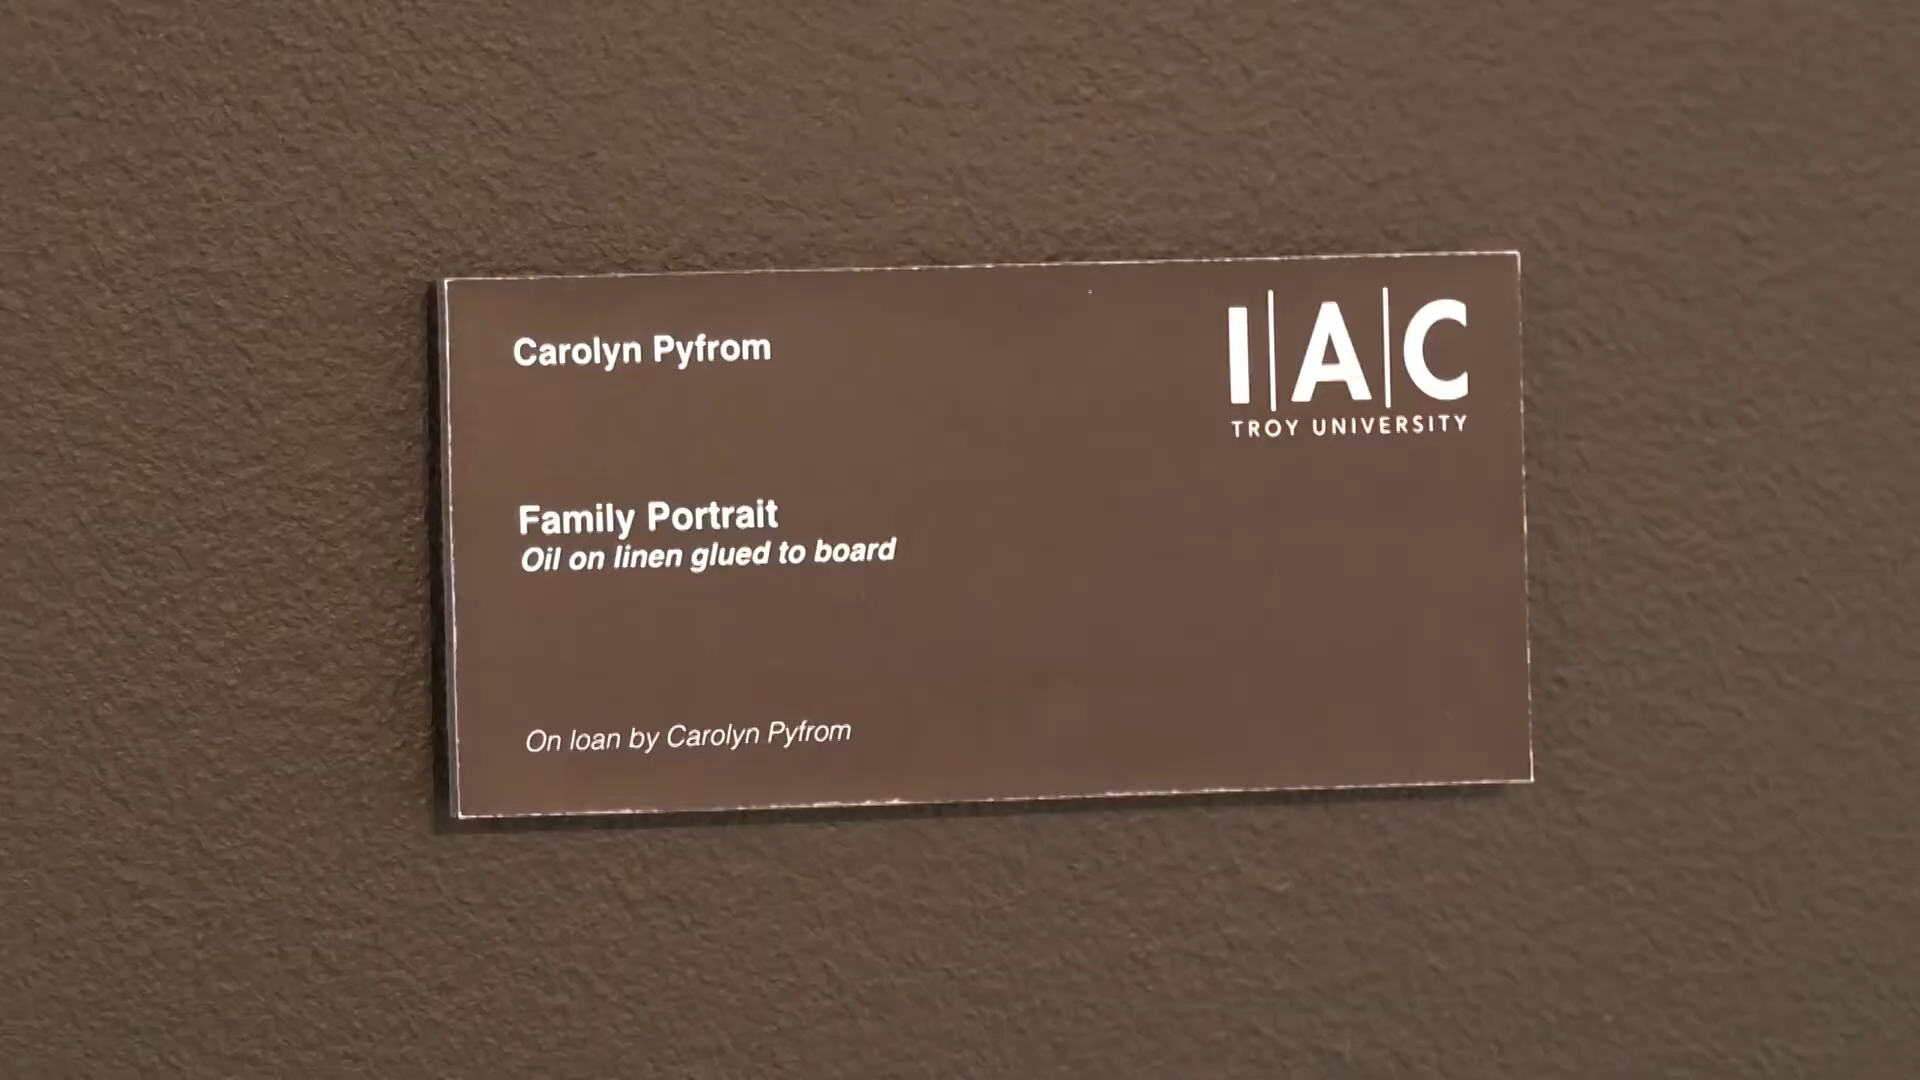 Carolyn Pyfrom
I|A|C
TROY UNIVERSITY
Family Portrait
Oil on linen glued to board
On loan by Carolyn Pyfrom